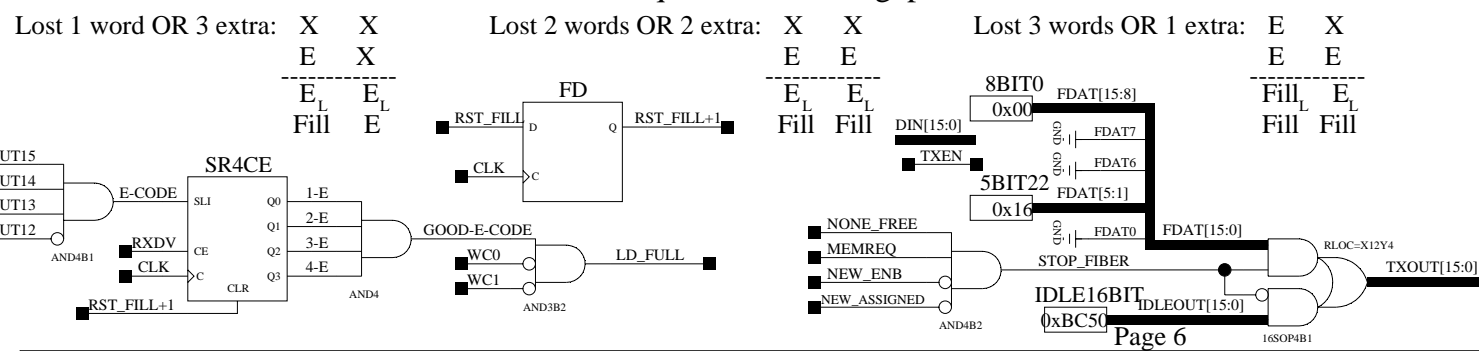 Lost 1 word OR 3 extra: X X
E X
E_L E_L
Fill E
Lost 2 words OR 2 extra: X X
E E
E_L E_L
Fill Fill
Lost 3 words OR 1 extra: E X
E E
Fill_L E_L
Fill Fill
UT15
UT14
UT13
UT12
AND4B1
E-CODE
SR4CE
SLI
CE
C
CLR
Q0
Q1
Q2
Q3
RXDV
CLK
RST_FILL+1
1-E
2-E
3-E
4-E
AND4
GOOD-E-CODE
WC0
WC1
AND3B2
LD_FULL
FD
RST_FILL
D
Q
RST_FILL+1
CLK
C
DIN[15:0]
TXEN
8BIT0
0x00
FDAT[15:8]
GND
FDAT7
GND
FDAT6
5BIT22
0x16
FDAT[5:1]
GND
FDAT0
FDAT[15:0]
NONE_FREE
MEMREQ
NEW_ENB
NEW_ASSIGNED
AND4B2
STOP_FIBER
IDLE16BIT
0xBC50
IDLEOUT[15:0]
RLOC=X12Y4
TXOUT[15:0]
16SOP4B1
Page 6